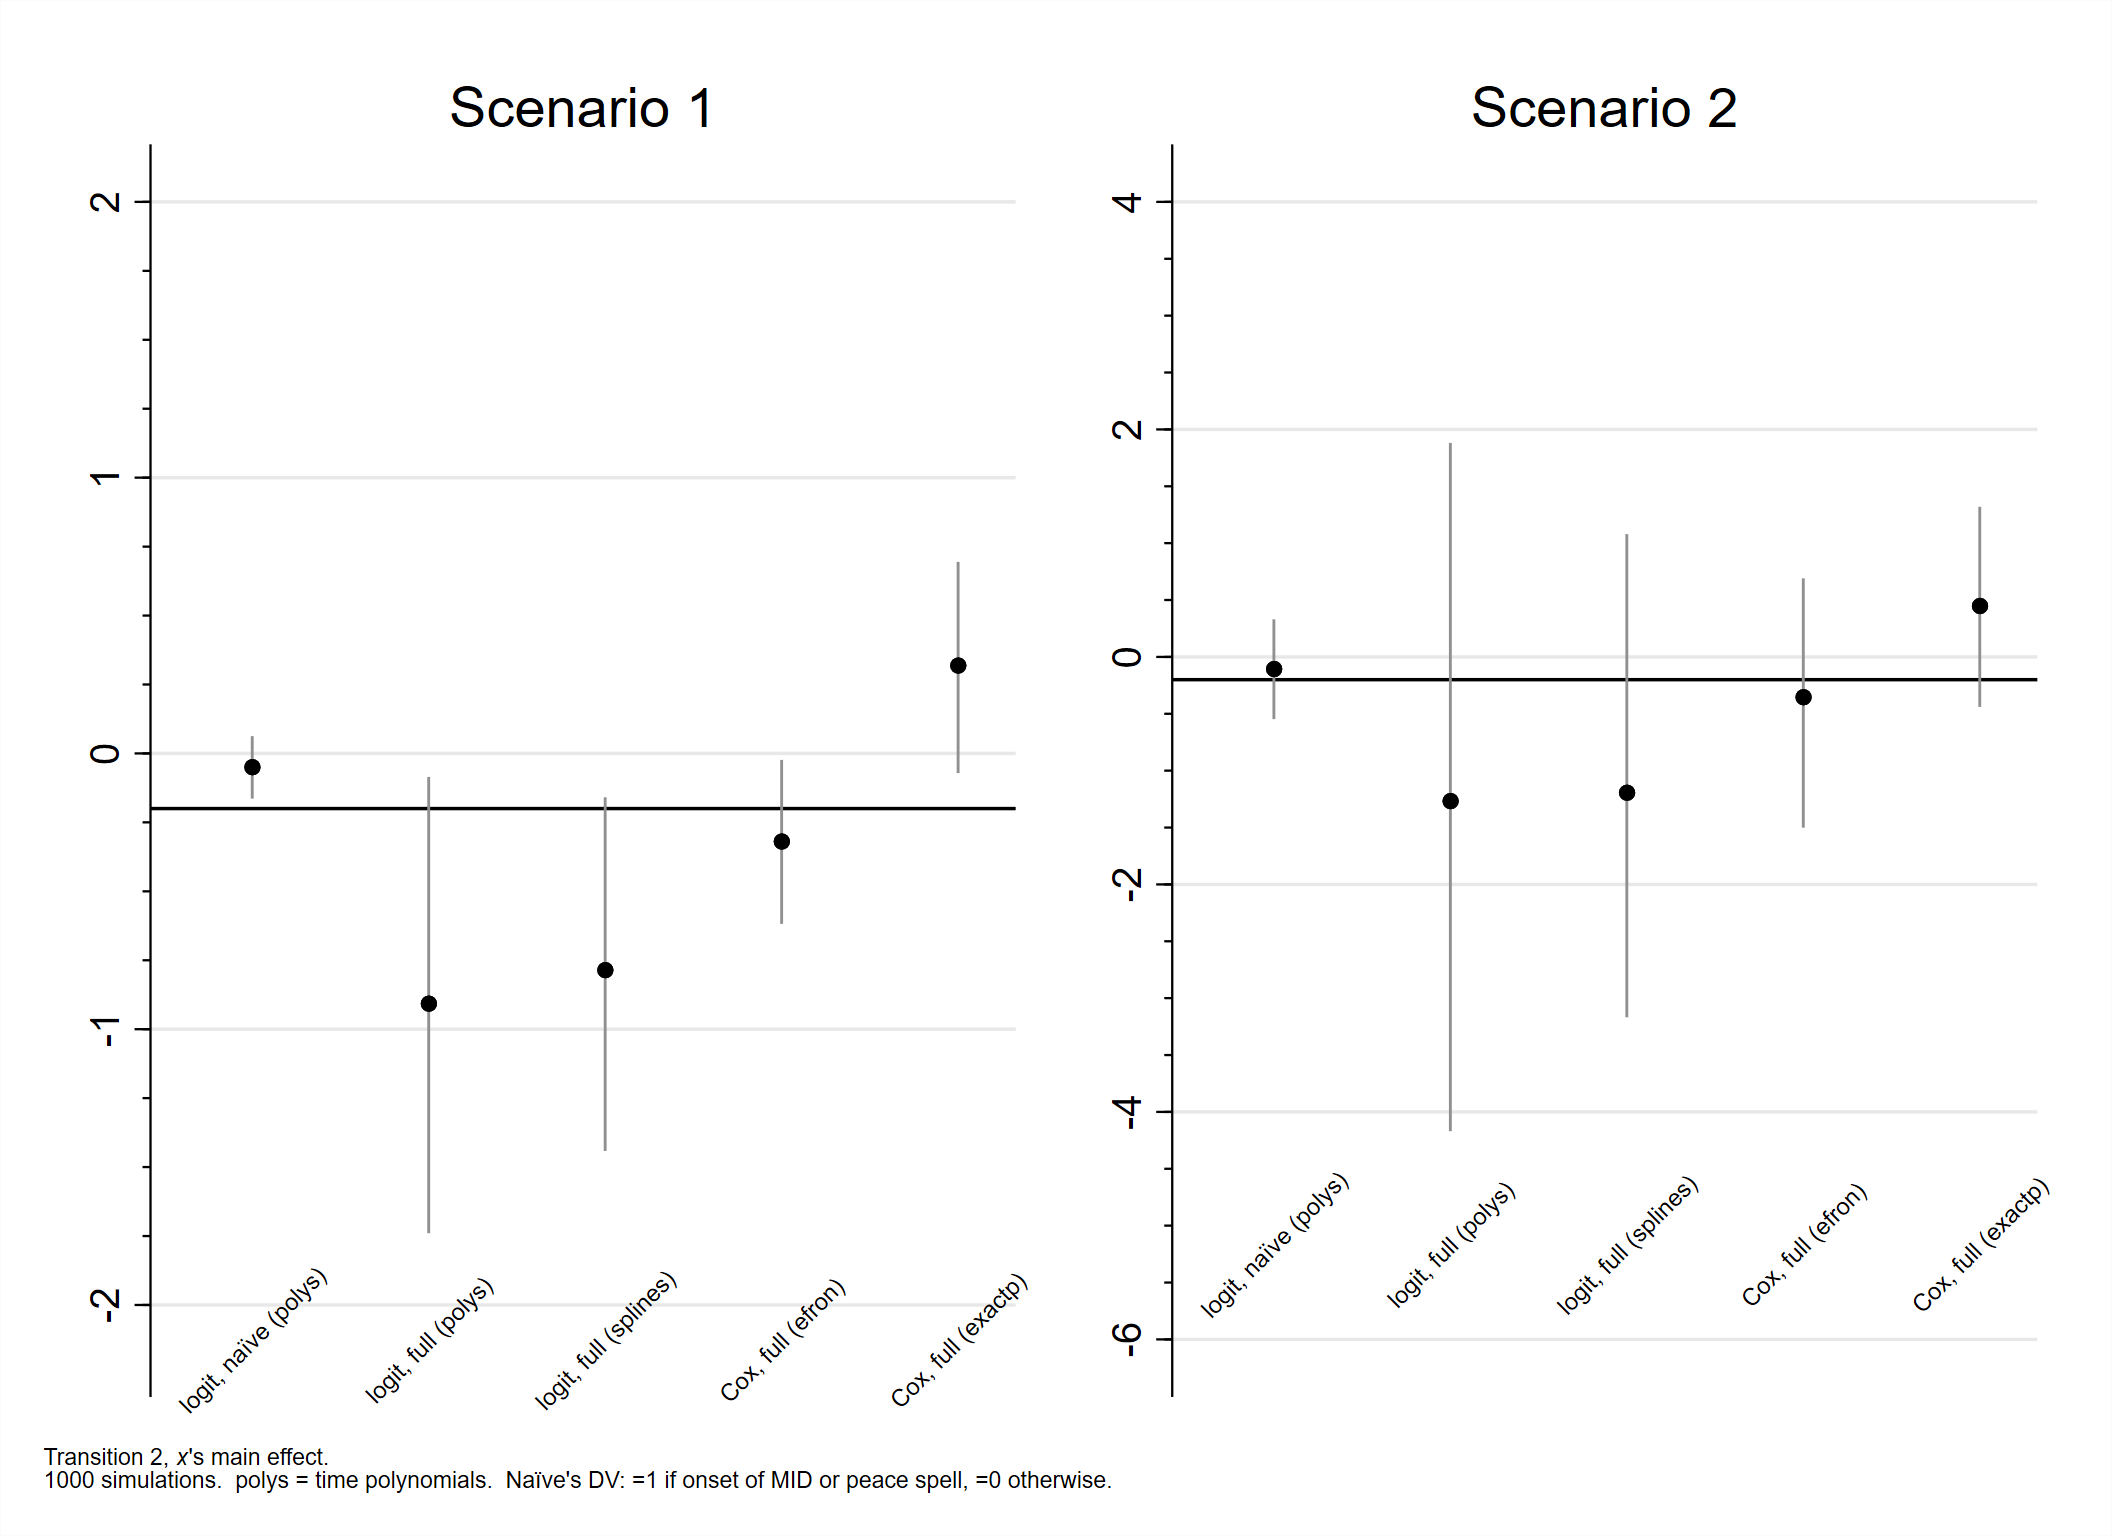 Scenario 1
2
1
0
-1
-2
logit, naïve (polys)
logit, full (polys)
logit, full (splines)
Cox, full (efron)
Cox, full (exactp)
Scenario 2
4
2
0
-2
-4
-6
logit, naïve (polys)
logit, full (polys)
logit, full (splines)
Cox, full (efron)
Cox, full (exactp)
Transition 2, x's main effect.
1000 simulations.  polys = time polynomials.  Naïve's DV: =1 if onset of MID or peace spell, =0 otherwise.